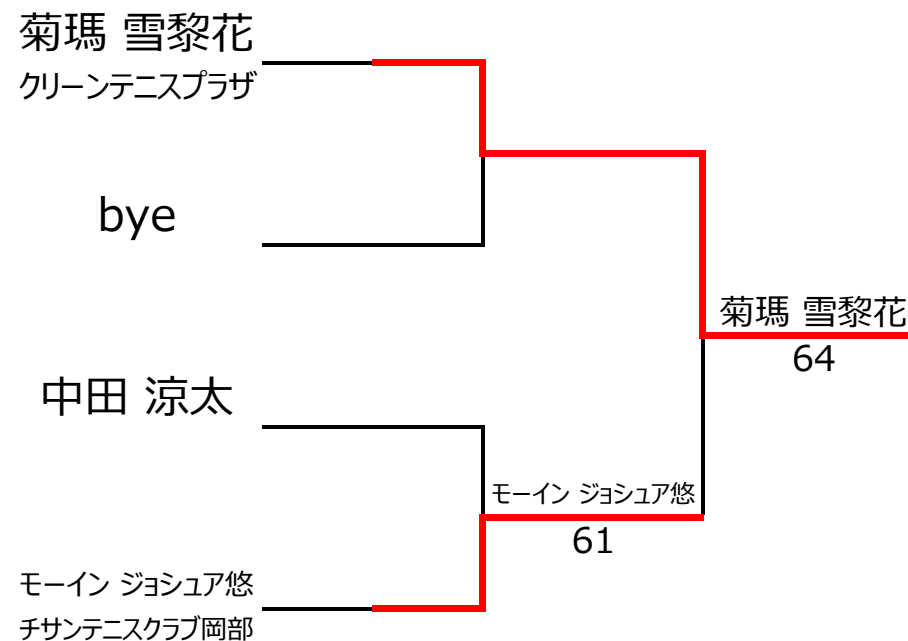 菊瑪 雪黎花
クリーンテニスプラザ
bye
菊瑪 雪黎花
64
中田 涼太
モーイン ジョシュア悠
61
モーイン ジョシュア悠
チサンテニスクラブ岡部